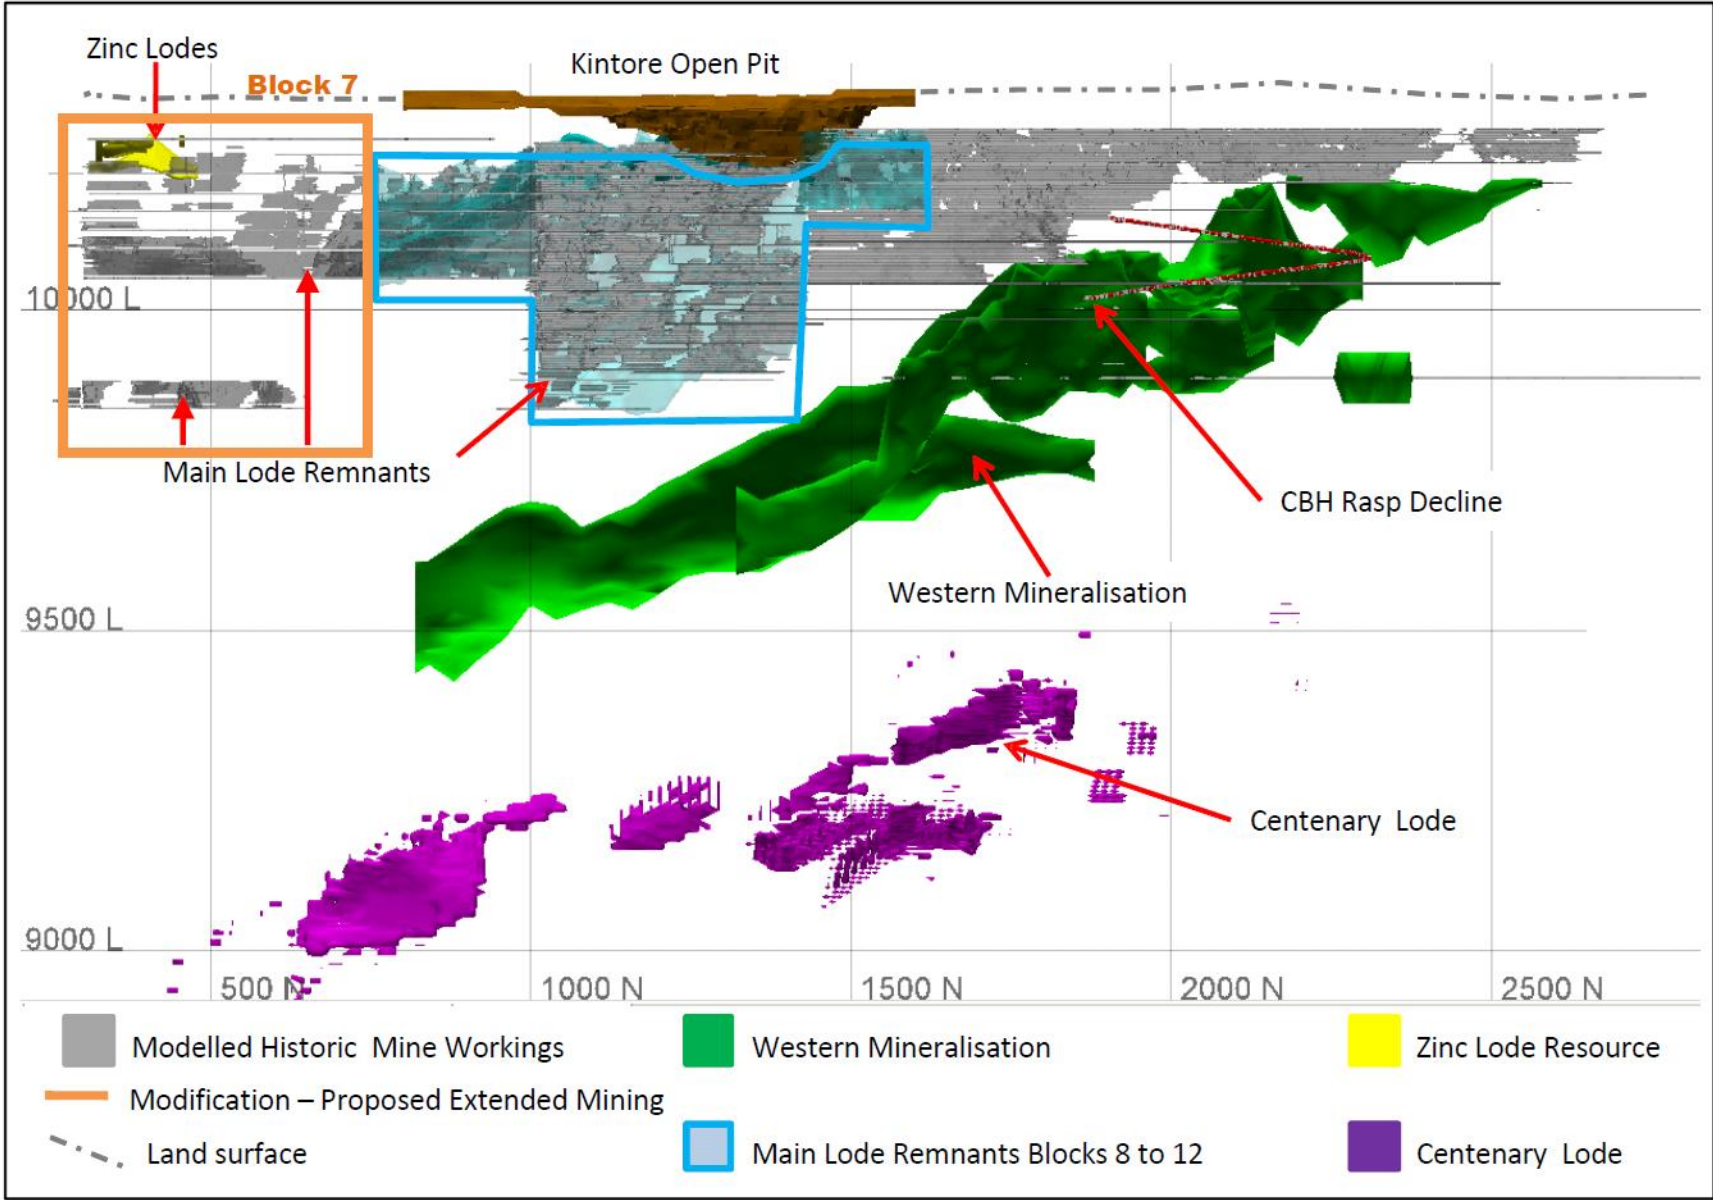 Zinc Lodes
Block 7
Kintore Open Pit
10000 L
Main Lode Remnants
CBH Rasp Decline
Western Mineralisation
9500 L
Centenary Lode
9000 L
500 N
1000 N
1500 N
2000 N
2500 N
Modelled Historic Mine Workings
Western Mineralisation
Zinc Lode Resource
Modification – Proposed Extended Mining
Land surface
Main Lode Remnants Blocks 8 to 12
Centenary Lode